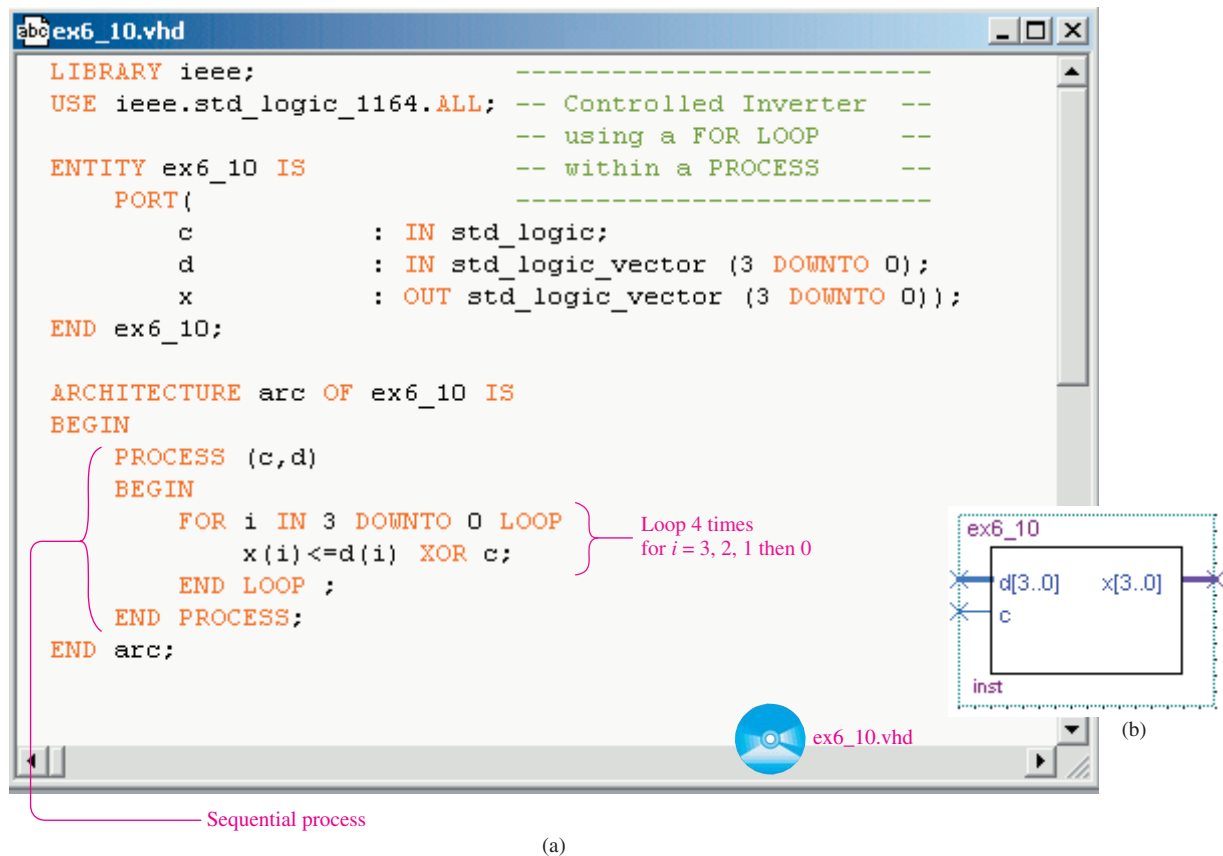 abc ex6_10.vhd
LIBRARY ieee; --------------------------
USE ieee.std_logic_1164.ALL; -- Controlled Inverter --
-- using a FOR LOOP --
ENTITY ex6_10 IS -- within a PROCESS --
PORT( --------------------------
c : IN std_logic;
d : IN std_logic_vector (3 DOWNTO 0);
x : OUT std_logic_vector (3 DOWNTO 0));
END ex6_10;
ARCHITECTURE arc OF ex6_10 IS
BEGIN
PROCESS (c,d)
BEGIN
FOR i IN 3 DOWNTO 0 LOOP
x(i)<=d(i) XOR c;
END LOOP ;
END PROCESS;
END arc;
Loop 4 times
for i = 3, 2, 1 then 0
ex6_10
d[3..0] x[3..0]
c
inst
(b)
ex6_10.vhd
Sequential process
(a)